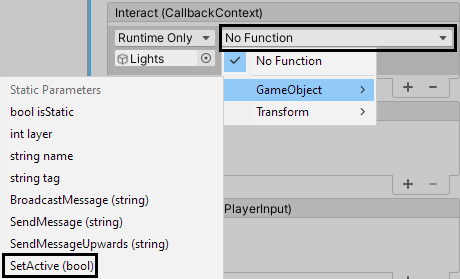 Interact (CallbackContext)
Runtime Only
No Function
Lights
No Function
GameObject
Transform
Static Parameters
bool isStatic
int layer
string name
string tag
BroadcastMessage (string)
SendMessage (string)
SendMessageUpwards (string)
SetActive (bool)
PlayerInput)